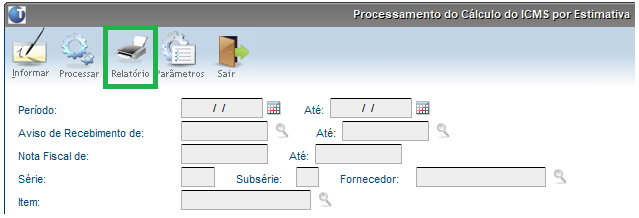 Processamento do Cálculo do ICMS por Estimativa
Informar Processar Relatório Parâmetros Sair
Período: / / Até: / /
Aviso de Recebimento de: Até:
Nota Fiscal de: Até:
Série: Subsérie: Fornecedor:
Item: